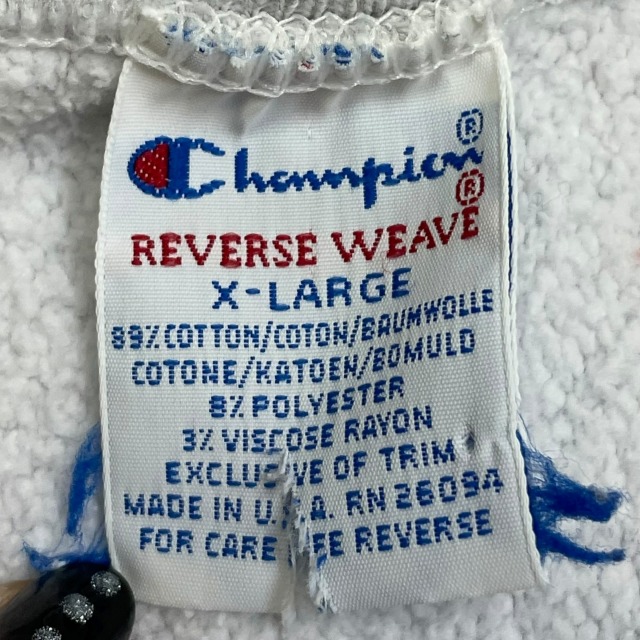 Champion®
REVERSE WEAVE®
X-LARGE
89% COTTON/COTON/BAUMWOLLE
COTONE/KATOEN/BOMULD
8% POLYESTER
3% VISCOSE RAYON
EXCLUSIVE OF TRIM
MADE IN U.S.A. RN 26094
FOR CARE SEE REVERSE